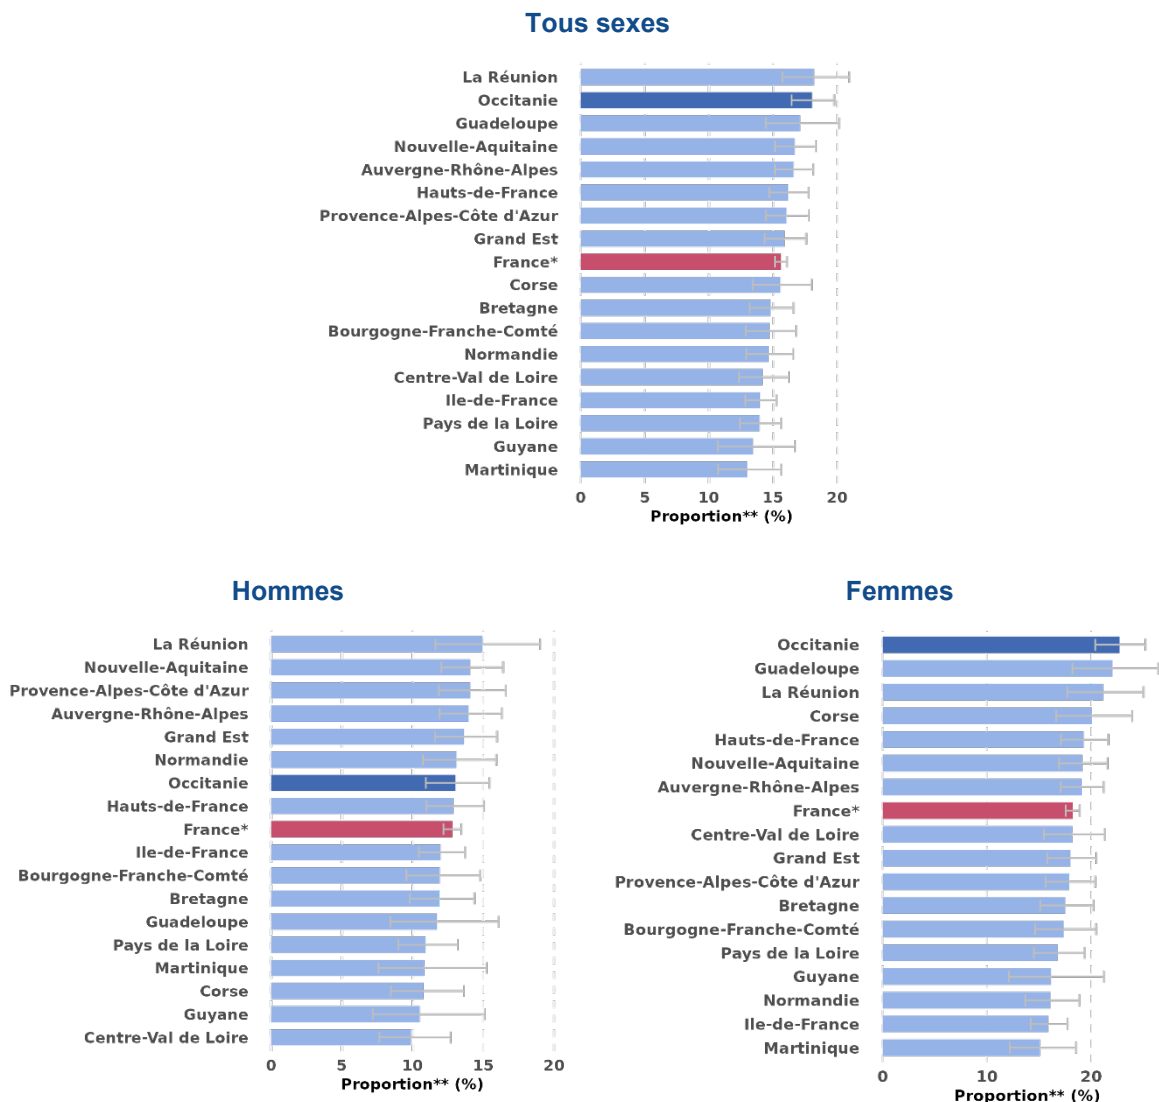 Tous sexes
La Réunion
Occitanie
Guadeloupe
Nouvelle-Aquitaine
Auvergne-Rhône-Alpes
Hauts-de-France
Provence-Alpes-Côte d'Azur
Grand Est
France*
Corse
Bretagne
Bourgogne-Franche-Comté
Normandie
Centre-Val de Loire
Ile-de-France
Pays de la Loire
Guyane
Martinique
0 5 10 15 20
Proportion** (%)
Hommes
La Réunion
Nouvelle-Aquitaine
Provence-Alpes-Côte d'Azur
Auvergne-Rhône-Alpes
Grand Est
Normandie
Occitanie
Hauts-de-France
France*
Ile-de-France
Bourgogne-Franche-Comté
Bretagne
Guadeloupe
Pays de la Loire
Martinique
Corse
Guyane
Centre-Val de Loire
0 5 10 15 20
Proportion** (%)
Femmes
Occitanie
Guadeloupe
La Réunion
Corse
Hauts-de-France
Nouvelle-Aquitaine
Auvergne-Rhône-Alpes
France*
Centre-Val de Loire
Grand Est
Provence-Alpes-Côte d'Azur
Bretagne
Bourgogne-Franche-Comté
Pays de la Loire
Guyane
Normandie
Ile-de-France
Martinique
0 10 20
Proportion** (%)